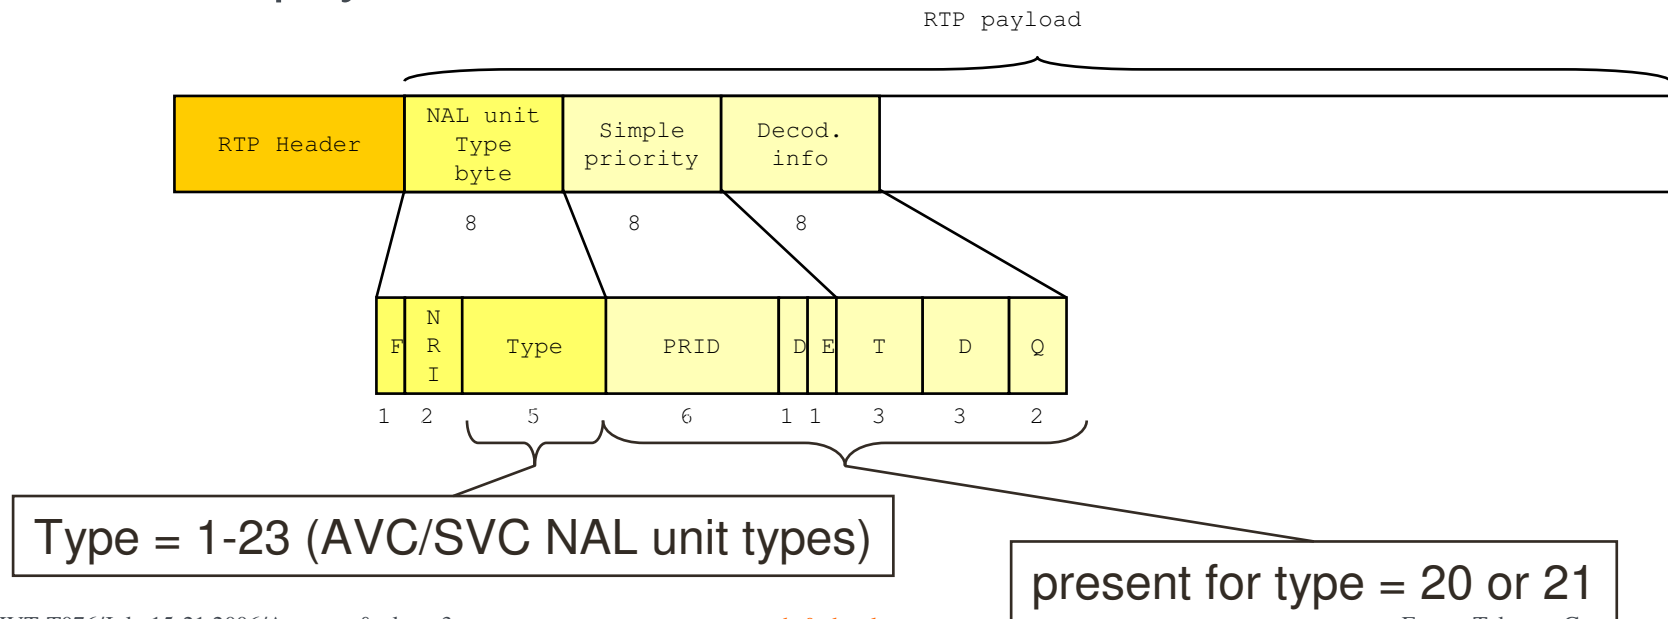 RTP payload
RTP Header
NAL unit
Type
byte
Simple
priority
Decod.
info
8 8 8
F
N
R
I
Type
PRID
D
E
T
D
Q
1 2 5 6 1 1 3 3 2
Type = 1-23 (AVC/SVC NAL unit types)
present for type = 20 or 21